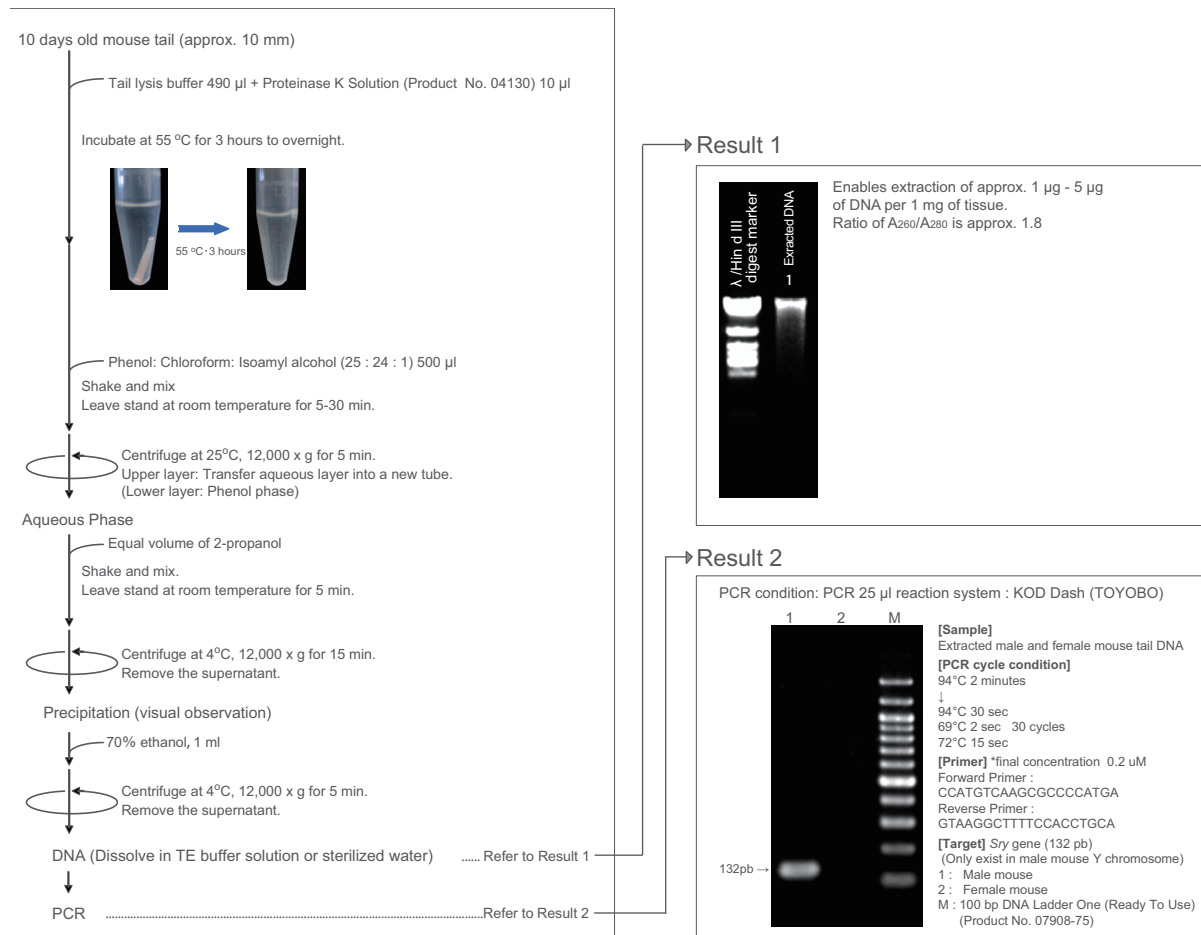 10 days old mouse tail (approx. 10 mm)
Tail lysis buffer 490 µl + Proteinase K Solution (Product No. 04130) 10 µl
Incubate at 55 ºC for 3 hours to overnight.
55 ºC･3 hours
Phenol: Chloroform: Isoamyl alcohol (25 : 24 : 1) 500 µl
Shake and mix
Leave stand at room temperature for 5-30 min.
Centrifuge at 25ºC, 12,000 x g for 5 min.
Upper layer: Transfer aqueous layer into a new tube.
(Lower layer: Phenol phase)
Aqueous Phase
Equal volume of 2-propanol
Shake and mix.
Leave stand at room temperature for 5 min.
Centrifuge at 4ºC, 12,000 x g for 15 min.
Remove the supernatant.
Precipitation (visual observation)
70% ethanol, 1 ml
Centrifuge at 4ºC, 12,000 x g for 5 min.
Remove the supernatant.
DNA (Dissolve in TE buffer solution or sterilized water) ...... Refer to Result 1
PCR ...... Refer to Result 2
Result 1
λ /Hin d III
digest marker
Exracted DNA
1
Enables extraction of approx. 1 µg - 5 µg
of DNA per 1 mg of tissue.
Ratio of A260/A280 is approx. 1.8
Result 2
PCR condition: PCR 25 µl reaction system : KOD Dash (TOYOBO)
1 2 M
132pb →
[Sample]
Extracted male and female mouse tail DNA
[PCR cycle condition]
94°C 2 minutes
↓
94°C 30 sec
69°C 2 sec 30 cycles
72°C 15 sec
[Primer] *final concentration 0.2 uM
Forward Primer :
CCATGTCAAGCGCCCCATGA
Reverse Primer :
GTAAGGCTTTTCCACCTGCA
[Target] Sry gene (132 pb)
(Only exist in male mouse Y chromosome)
1 : Male mouse
2 : Female mouse
M : 100 bp DNA Ladder One (Ready To Use)
(Product No. 07908-75)